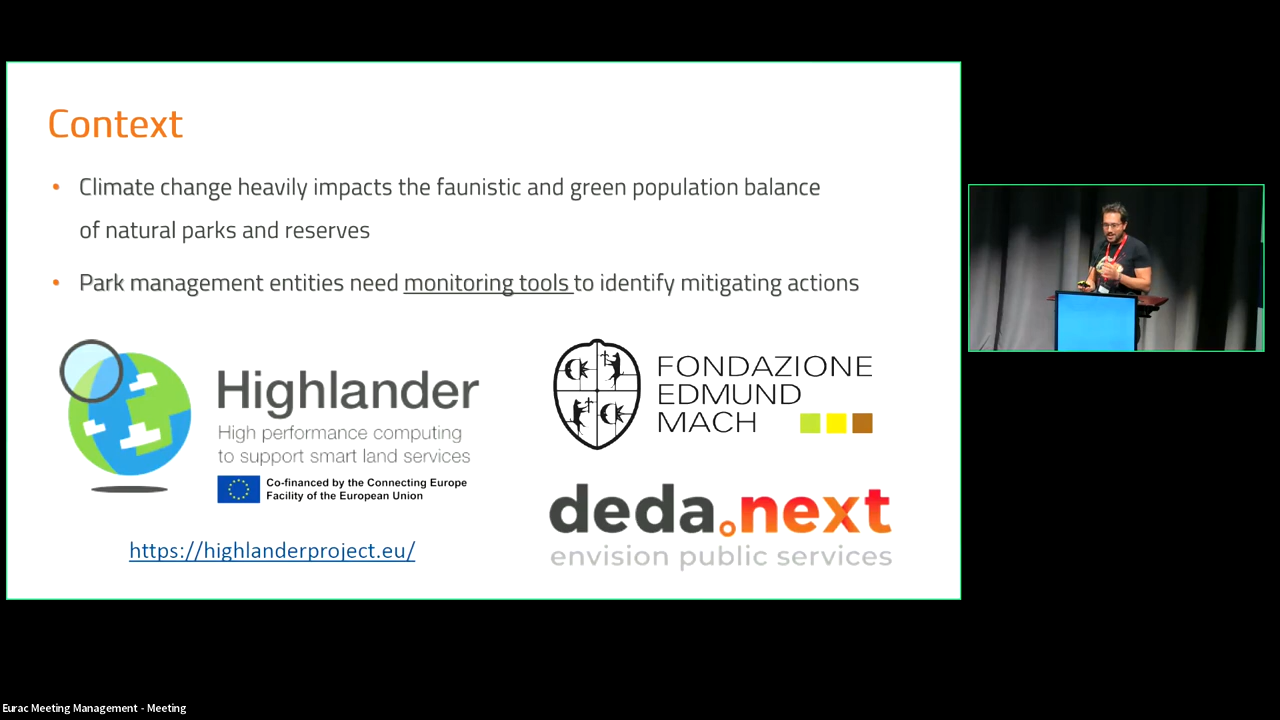 Context
• Climate change heavily impacts the faunistic and green population balance
of natural parks and reserves
• Park management entities need monitoring tools to identify mitigating actions
Highlander
High performance computing
to support smart land services
Co-financed by the Connecting Europe
Facility of the European Union
https://highlanderproject.eu/
FONDAZIONE
EDMUND
MACH
deda.next
envision public services
Eurac Meeting Management - Meeting